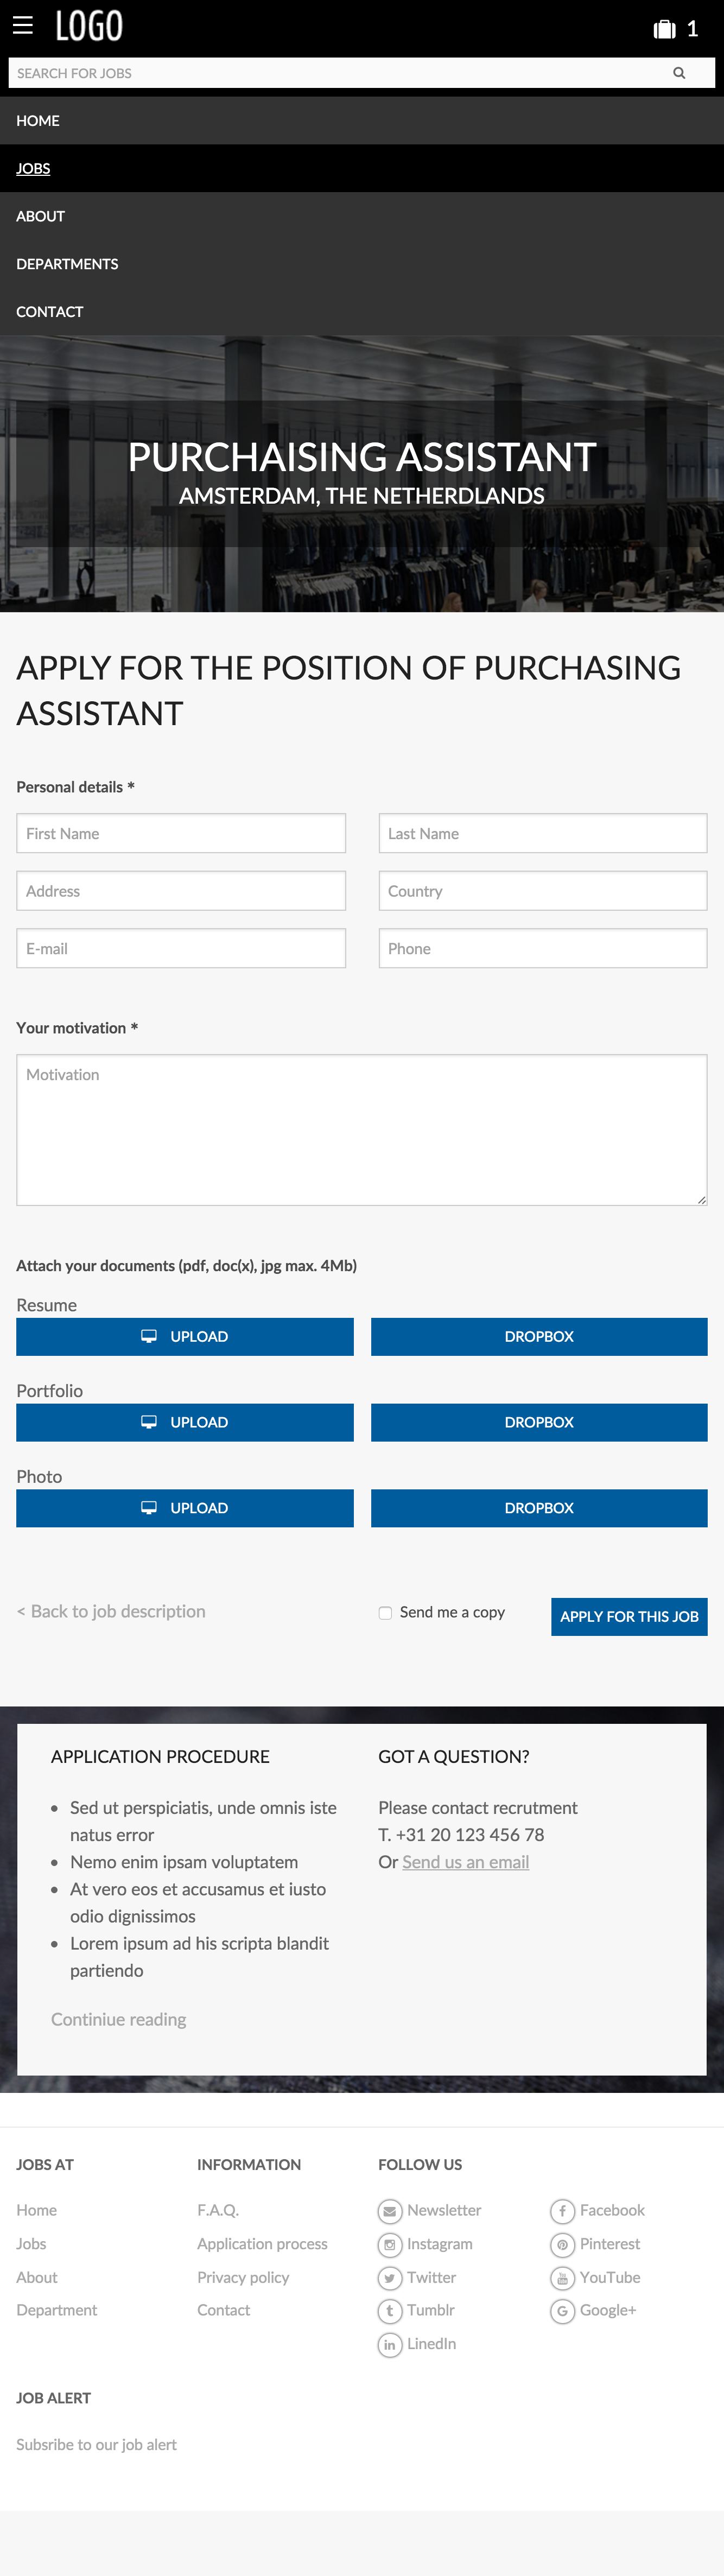 LOGO
1
SEARCH FOR JOBS
HOME
JOBS
ABOUT
DEPARTMENTS
CONTACT
PURCHAISING ASSISTANT
AMSTERDAM, THE NETHERDLANDS
APPLY FOR THE POSITION OF PURCHASING
ASSISTANT
Personal details *
First Name
Last Name
Address
Country
E-mail
Phone
Your motivation *
Motivation
Attach your documents (pdf, doc(x), jpg max. 4Mb)
Resume
UPLOAD
DROPBOX
Portfolio
UPLOAD
DROPBOX
Photo
UPLOAD
DROPBOX
< Back to job description
Send me a copy
APPLY FOR THIS JOB
APPLICATION PROCEDURE
• Sed ut perspiciatis, unde omnis iste
natus error
• Nemo enim ipsam voluptatem
• At vero eos et accusamus et iusto
odio dignissimos
• Lorem ipsum ad his scripta blandit
partiendo
Continiue reading
GOT A QUESTION?
Please contact recrutment
T. +31 20 123 456 78
Or Send us an email
JOBS AT
Home
Jobs
About
Department
INFORMATION
F.A.Q.
Application process
Privacy policy
Contact
FOLLOW US
Newsletter
Instagram
Twitter
Tumblr
LinedIn
Facebook
Pinterest
YouTube
Google+
JOB ALERT
Subsribe to our job alert